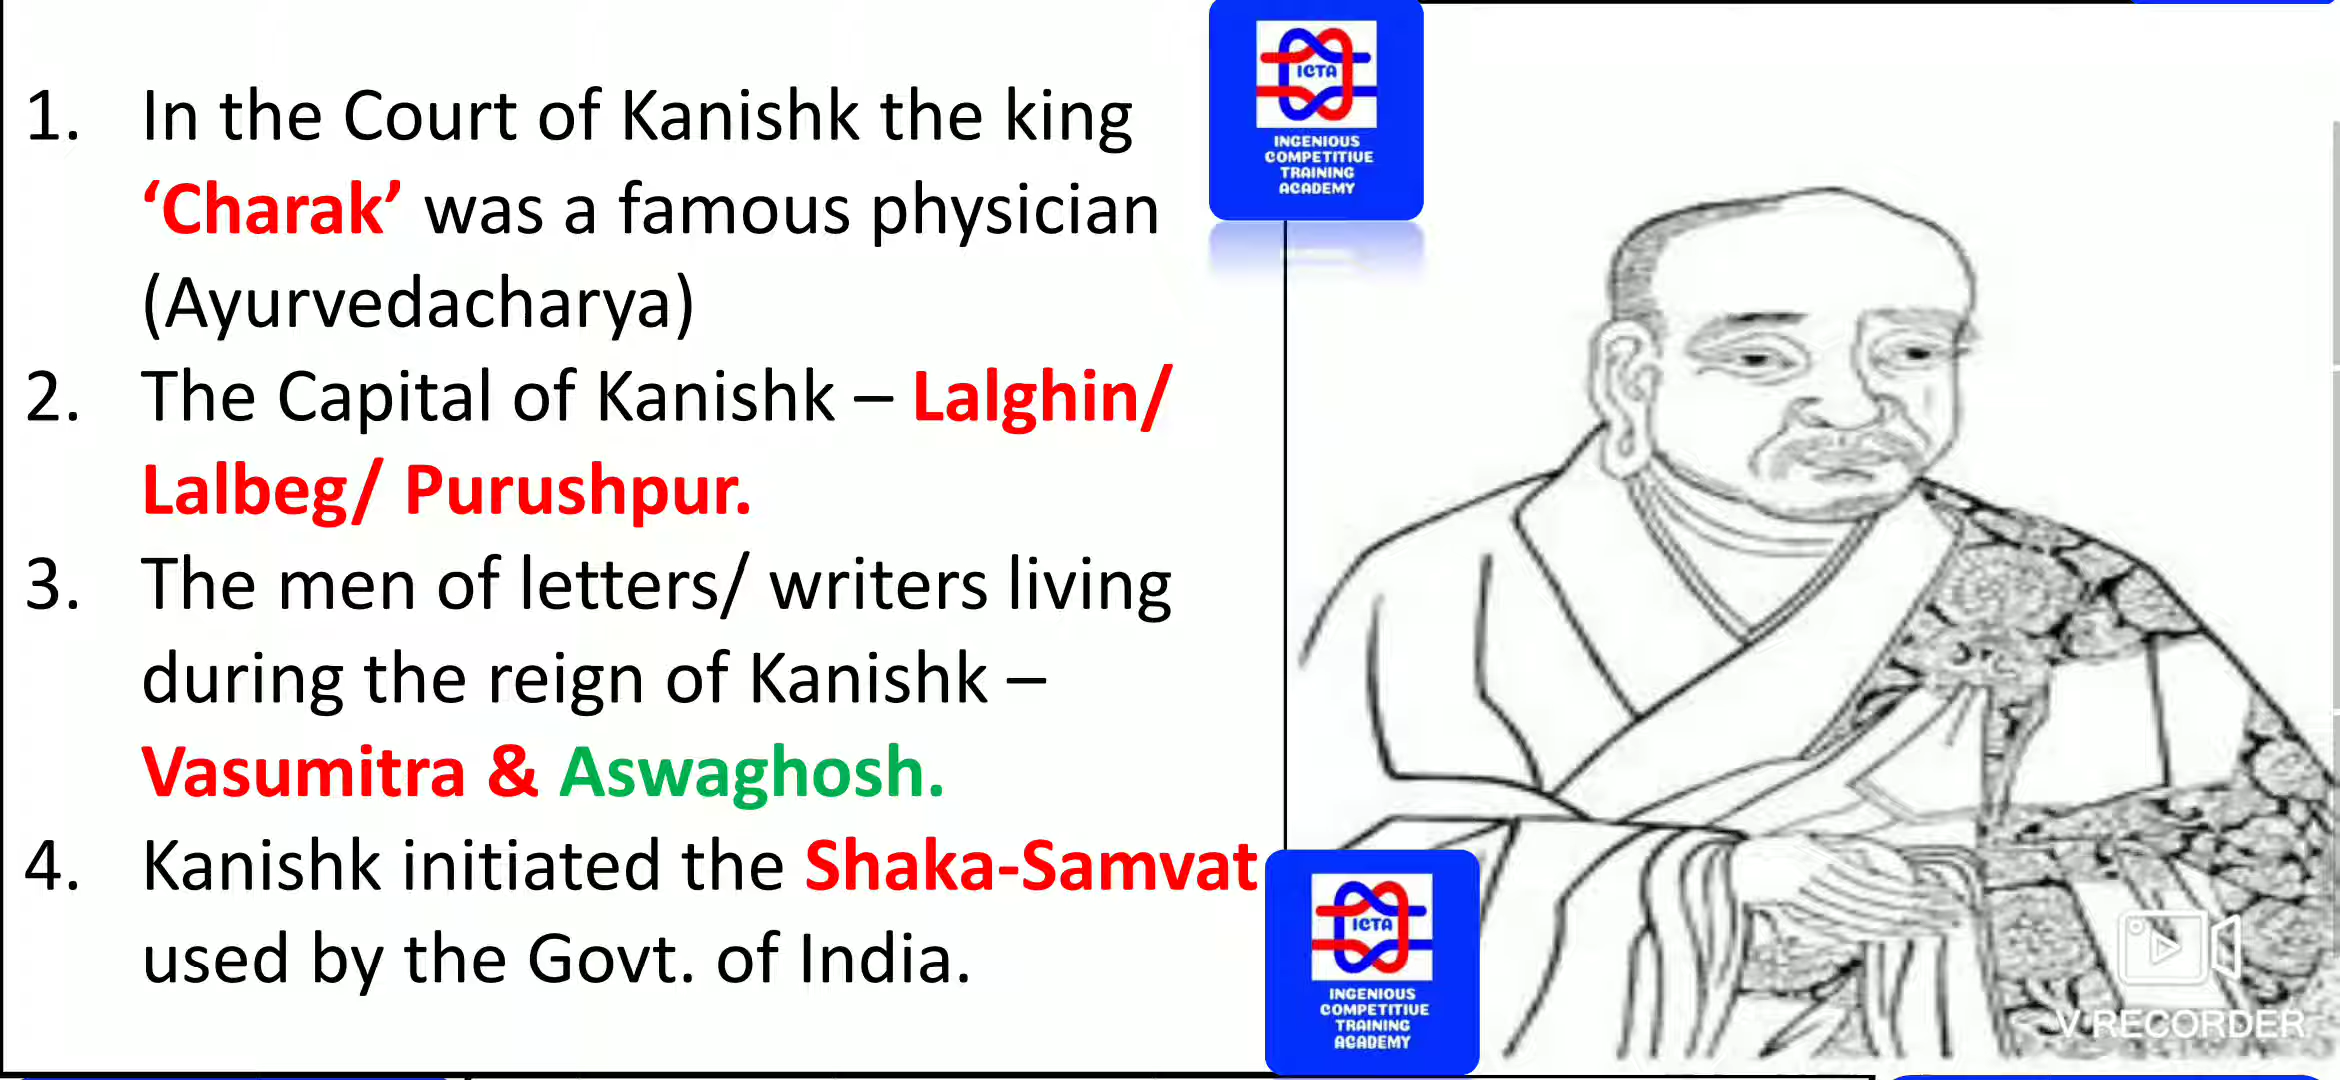 1. In the Court of Kanishk the king
‘Charak’ was a famous physician
(Ayurvedacharya)
2. The Capital of Kanishk – Lalghin/
Lalbeg/ Purushpur.
3. The men of letters/ writers living
during the reign of Kanishk –
Vasumitra & Aswaghosh.
4. Kanishk initiated the Shaka-Samvat
used by the Govt. of India.
ICTA
INGENIOUS
COMPETITIVE
TRAINING
ACADEMY
ICTA
INGENIOUS
COMPETITIVE
TRAINING
ACADEMY
V RECORDER